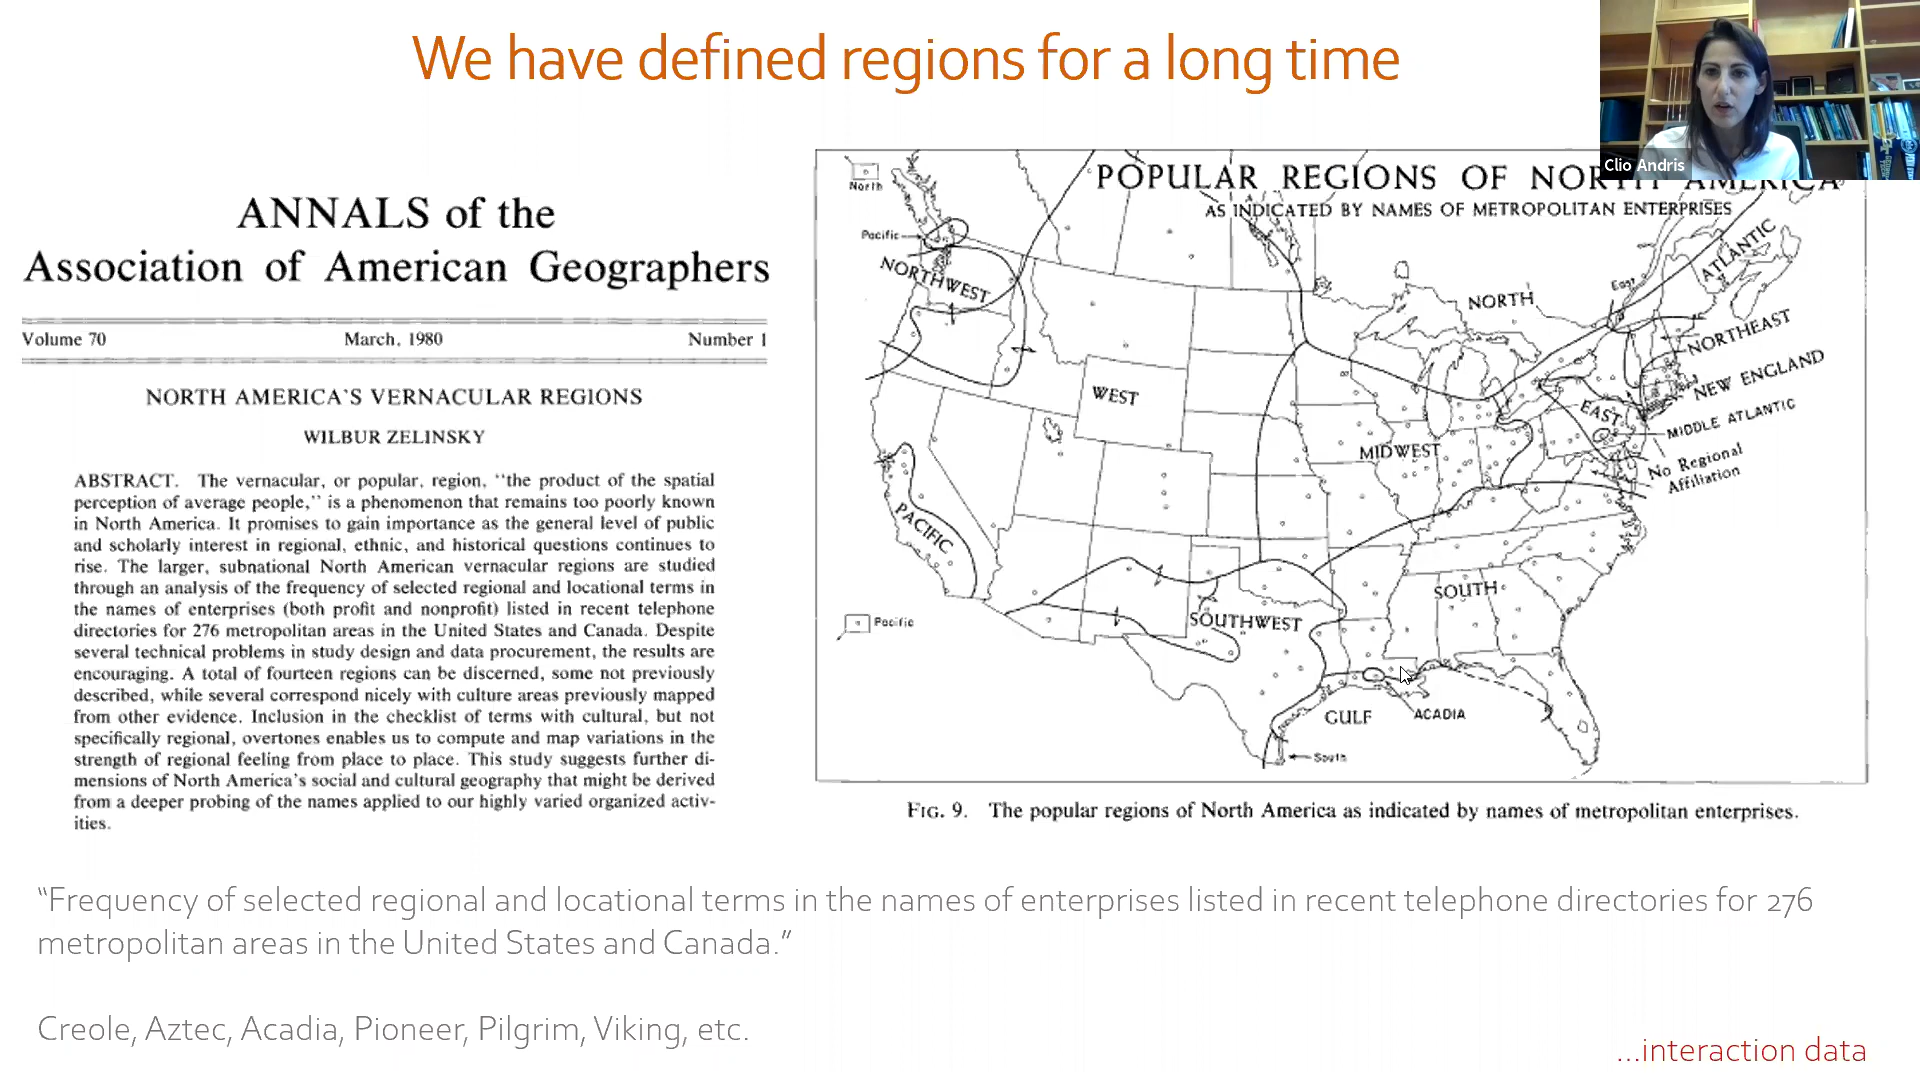 We have defined regions for a long time
Clio Andris
ANNALS of the
Association of American Geographers
Volume 70 March, 1980 Number 1
NORTH AMERICA'S VERNACULAR REGIONS
WILBUR ZELINSKY
ABSTRACT. The vernacular, or popular, region, "the product of the spatial
perception of average people," is a phenomenon that remains too poorly known
in North America. It promises to gain importance as the general level of public
and scholarly interest in regional, ethnic, and historical questions continues to
rise. The larger, subnational North American vernacular regions are studied
through an analysis of the frequency of selected regional and locational terms in
the names of enterprises (both profit and nonprofit) listed in recent telephone
directories for 276 metropolitan areas in the United States and Canada. Despite
several technical problems in study design and data procurement, the results are
encouraging. A total of fourteen regions can be discerned, some not previously
described, while several correspond nicely with culture areas previously mapped
from other evidence. Inclusion in the checklist of terms with cultural, but not
specifically regional, overtones enables us to compute and map variations in the
strength of regional feeling from place to place. This study suggests further di-
mensions of North America's social and cultural geography that might be derived
from a deeper probing of the names applied to our highly varied organized activ-
ities.
POPULAR REGIONS OF NORTH AMERICA
AS INDICATED BY NAMES OF METROPOLITAN ENTERPRISES
North
Pacific
NORTHWEST
WEST
PACIFIC
Pacific
NORTH
East
ATLANTIC
NORTHEAST
NEW ENGLAND
EAST
MIDDLE ATLANTIC
No Regional
Affiliation
MIDWEST
SOUTH
SOUTHWEST
GULF
ACADIA
South
FIG. 9. The popular regions of North America as indicated by names of metropolitan enterprises.
"Frequency of selected regional and locational terms in the names of enterprises listed in recent telephone directories for 276
metropolitan areas in the United States and Canada."
Creole, Aztec, Acadia, Pioneer, Pilgrim, Viking, etc.
...interaction data